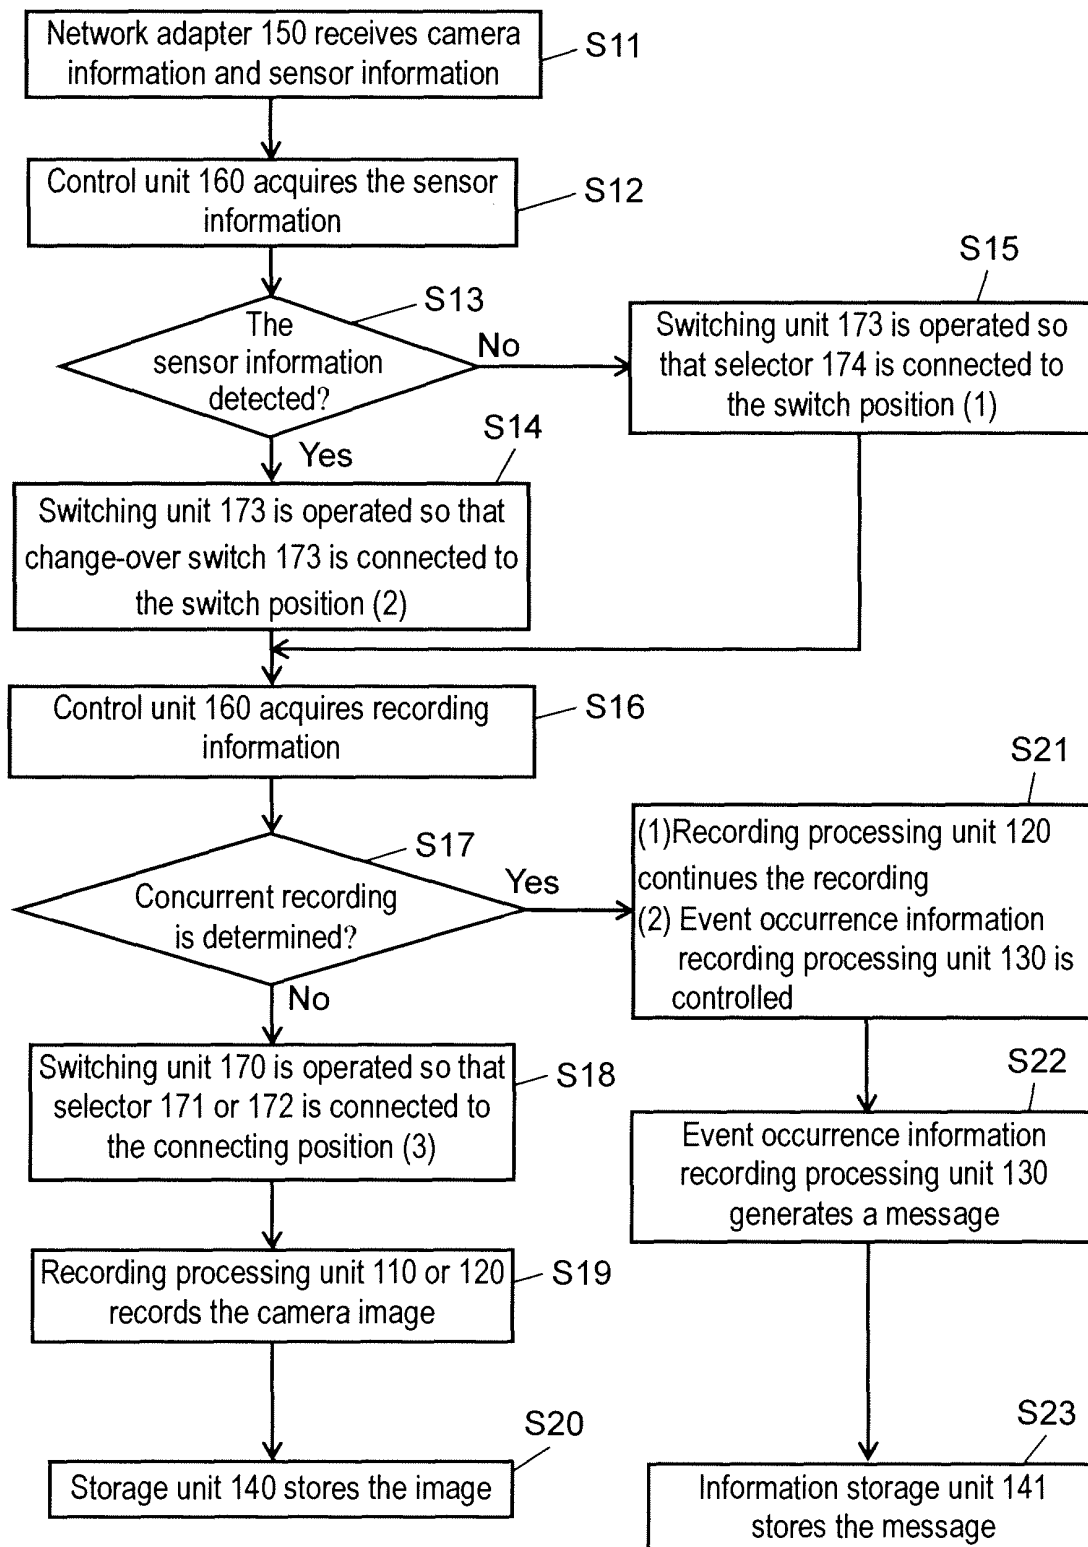 Network adapter 150 receives camera
information and sensor information
S11
Control unit 160 acquires the sensor
information
S12
The
sensor information
detected?
S13
No
Yes
S15
Switching unit 173 is operated so
that selector 174 is connected to
the switch position (1)
S14
Switching unit 173 is operated so that
change-over switch 173 is connected to
the switch position (2)
Control unit 160 acquires recording
information
S16
Concurrent recording
is determined?
S17
Yes
No
S21
(1)Recording processing unit 120
continues the recording
(2) Event occurrence information
recording processing unit 130 is
controlled
Switching unit 170 is operated so that
selector 171 or 172 is connected to
the connecting position (3)
S18
S22
Event occurrence information
recording processing unit 130
generates a message
Recording processing unit 110 or 120
records the camera image
S19
S20
Storage unit 140 stores the image
S23
Information storage unit 141
stores the message